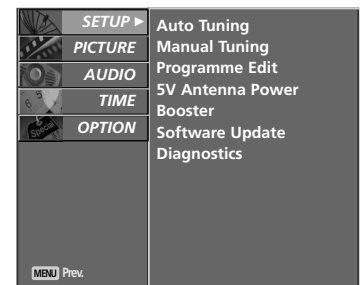 SETUP ►
PICTURE
AUDIO
TIME
OPTION
MENU Prev.
Auto Tuning
Manual Tuning
Programme Edit
5V Antenna Power
Booster
Software Update
Diagnostics